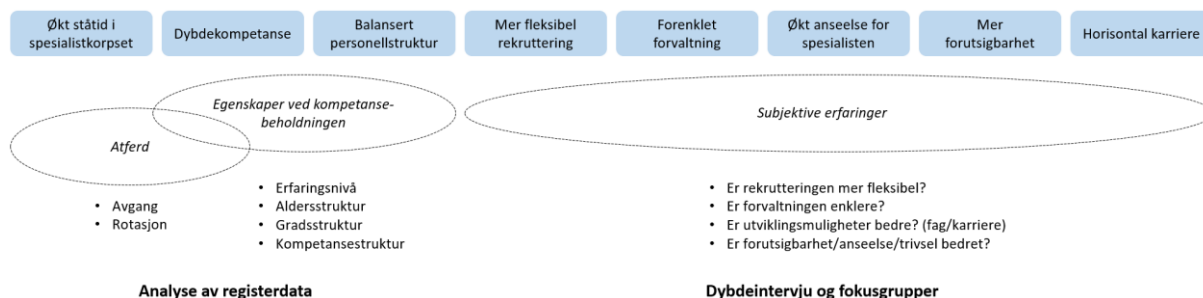 Økt ståtid i
spesialistkorpset
Dybdekompetanse
Balansert
personellstruktur
Mer fleksibel
rekruttering
Forenklet
forvaltning
Økt anseelse for
spesialisten
Mer
forutsigbarhet
Horisontal karriere
Egenskaper ved kompetanse-
beholdningen
Atferd
Subjektive erfaringer
• Avgang
• Rotasjon
• Erfaringsnivå
• Aldersstruktur
• Gradsstruktur
• Kompetansestruktur
• Er rekrutteringen mer fleksibel?
• Er forvaltningen enklere?
• Er utviklingsmuligheter bedre? (fag/karriere)
• Er forutsigbarhet/anseelse/trivsel bedret?
Analyse av registerdata
Dybdeintervju og fokusgrupper